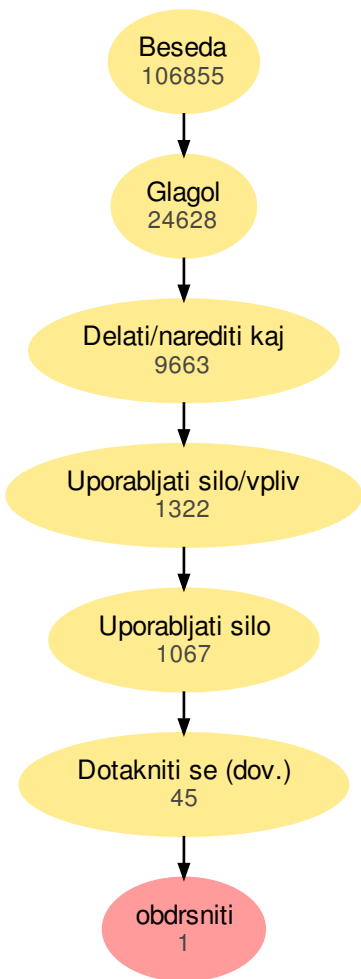 Beseda
106855
Glagol
24628
Delati/narediti kaj
9663
Uporabljati silo/vpliv
1322
Uporabljati silo
1067
Dotakniti se (dov.)
45
obdrsniti
1